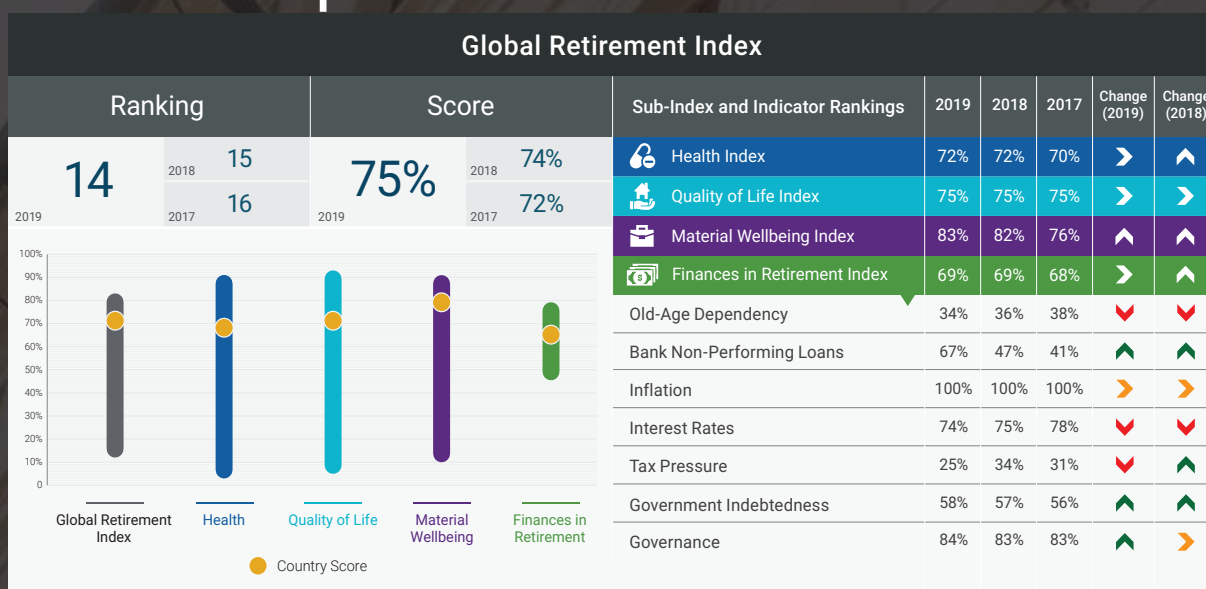 Global Retirement Index
Ranking
Score
14
2019
2018
15
2017
16
75%
2019
2018
74%
2017
72%
Sub-Index and Indicator Rankings 2019 2018 2017 Change (2019) Change (2018)
Health Index 72% 72% 70%
Quality of Life Index 75% 75% 75%
Material Wellbeing Index 83% 82% 76%
Finances in Retirement Index 69% 69% 68%
Old-Age Dependency 34% 36% 38%
Bank Non-Performing Loans 67% 47% 41%
Inflation 100% 100% 100%
Interest Rates 74% 75% 78%
Tax Pressure 25% 34% 31%
Government Indebtedness 58% 57% 56%
Governance 84% 83% 83%
100%
90%
80%
70%
60%
50%
40%
30%
20%
10%
0
Global Retirement
Index
Health
Quality of Life
Material
Wellbeing
Finances in
Retirement
Country Score